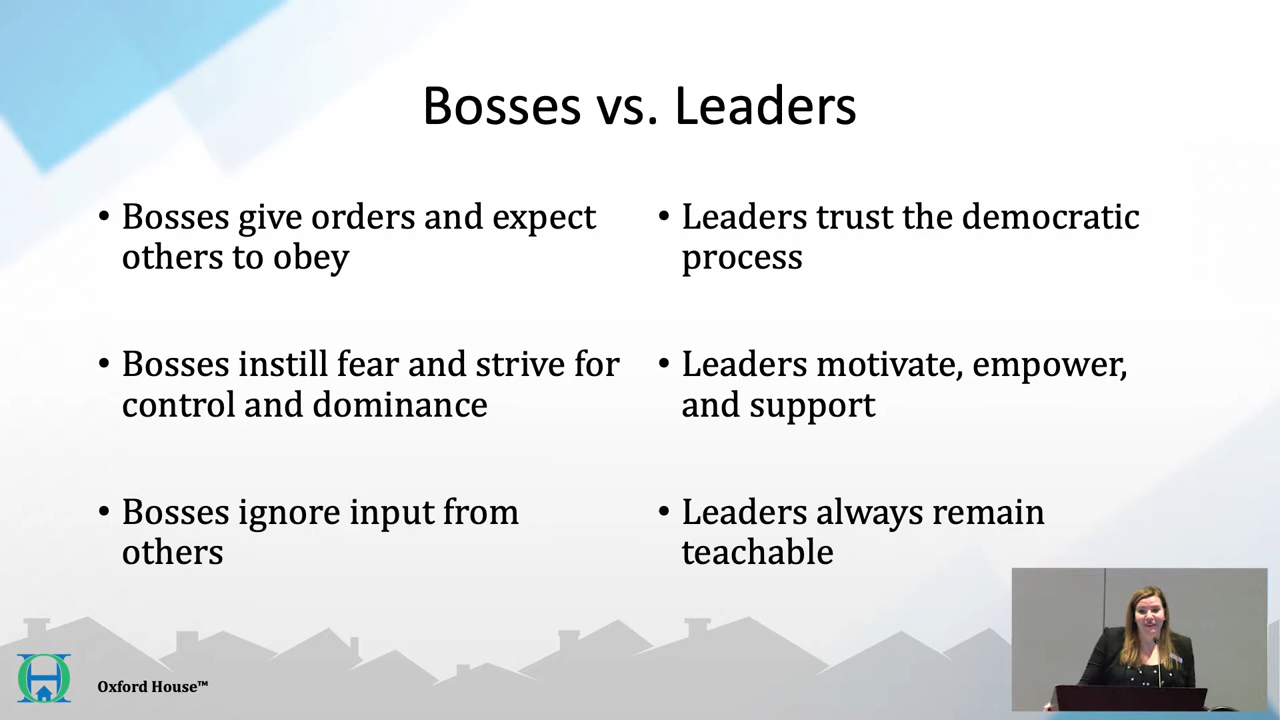 Bosses vs. Leaders
• Bosses give orders and expect
others to obey
• Bosses instill fear and strive for
control and dominance
• Bosses ignore input from
others
• Leaders trust the democratic
process
• Leaders motivate, empower,
and support
• Leaders always remain
teachable
Oxford House™